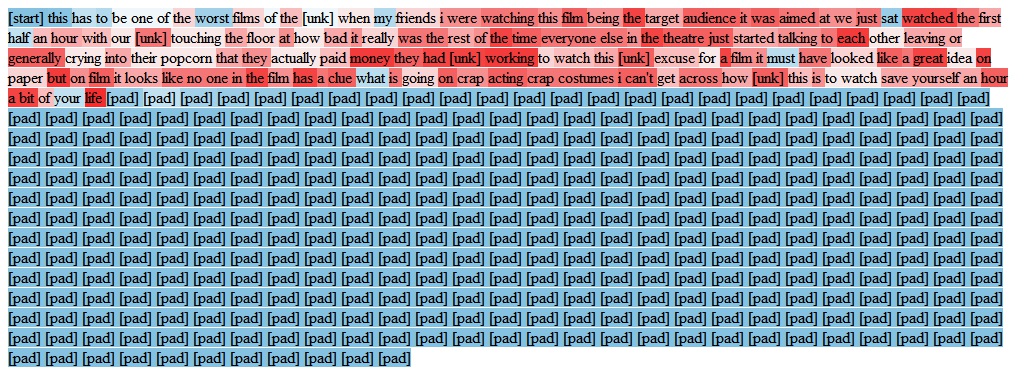 [start] this has to be one of the worst films of the [unk] when my friends i were watching this film being the target audience it was aimed at we just sat watched the first
half an hour with our [unk] touching the floor at how bad it really was the rest of the time everyone else in the theatre just started talking to each other leaving or
generally crying into their popcorn that they actually paid money they had [unk] working to watch this [unk] excuse for a film it must have looked like a great idea on
paper but on film it looks like no one in the film has a clue what is going on crap acting crap costumes i can't get across how [unk] this is to watch save yourself an hour
a bit of your life [pad] [pad] [pad] [pad] [pad] [pad] [pad] [pad] [pad] [pad] [pad] [pad] [pad] [pad] [pad] [pad] [pad] [pad] [pad] [pad] [pad] [pad] [pad] [pad]
[pad] [pad] [pad] [pad] [pad] [pad] [pad] [pad] [pad] [pad] [pad] [pad] [pad] [pad] [pad] [pad] [pad] [pad] [pad] [pad] [pad] [pad] [pad] [pad] [pad] [pad] [pad]
[pad] [pad] [pad] [pad] [pad] [pad] [pad] [pad] [pad] [pad] [pad] [pad] [pad] [pad] [pad] [pad] [pad] [pad] [pad] [pad] [pad] [pad] [pad] [pad] [pad] [pad] [pad]
[pad] [pad] [pad] [pad] [pad] [pad] [pad] [pad] [pad] [pad] [pad] [pad] [pad] [pad] [pad] [pad] [pad] [pad] [pad] [pad] [pad] [pad] [pad] [pad] [pad] [pad] [pad]
[pad] [pad] [pad] [pad] [pad] [pad] [pad] [pad] [pad] [pad] [pad] [pad] [pad] [pad] [pad] [pad] [pad] [pad] [pad] [pad] [pad] [pad] [pad] [pad] [pad] [pad] [pad]
[pad] [pad] [pad] [pad] [pad] [pad] [pad] [pad] [pad] [pad] [pad] [pad] [pad] [pad] [pad] [pad] [pad] [pad] [pad] [pad] [pad] [pad] [pad] [pad] [pad] [pad] [pad]
[pad] [pad] [pad] [pad] [pad] [pad] [pad] [pad] [pad] [pad] [pad] [pad] [pad] [pad] [pad] [pad] [pad] [pad] [pad] [pad] [pad] [pad] [pad] [pad] [pad] [pad] [pad]
[pad] [pad] [pad] [pad] [pad] [pad] [pad] [pad] [pad] [pad] [pad] [pad] [pad] [pad] [pad] [pad] [pad] [pad] [pad] [pad] [pad] [pad] [pad] [pad] [pad] [pad] [pad]
[pad] [pad] [pad] [pad] [pad] [pad] [pad] [pad] [pad] [pad] [pad] [pad] [pad] [pad] [pad] [pad] [pad] [pad] [pad] [pad] [pad] [pad] [pad] [pad] [pad] [pad] [pad]
[pad] [pad] [pad] [pad] [pad] [pad] [pad] [pad] [pad] [pad] [pad] [pad] [pad] [pad] [pad] [pad] [pad] [pad] [pad] [pad] [pad] [pad] [pad] [pad] [pad] [pad] [pad]
[pad] [pad] [pad] [pad] [pad] [pad] [pad] [pad] [pad] [pad] [pad] [pad] [pad] [pad] [pad] [pad] [pad] [pad] [pad] [pad] [pad] [pad] [pad] [pad] [pad] [pad] [pad]
[pad] [pad] [pad] [pad] [pad] [pad] [pad] [pad] [pad] [pad] [pad] [pad] [pad] [pad] [pad] [pad] [pad] [pad] [pad] [pad] [pad] [pad] [pad] [pad] [pad] [pad] [pad]
[pad] [pad] [pad] [pad] [pad] [pad] [pad] [pad] [pad] [pad] [pad] [pad] [pad] [pad] [pad] [pad] [pad] [pad] [pad] [pad] [pad] [pad] [pad] [pad] [pad] [pad] [pad]
[pad] [pad] [pad] [pad] [pad] [pad] [pad] [pad] [pad] [pad] [pad]